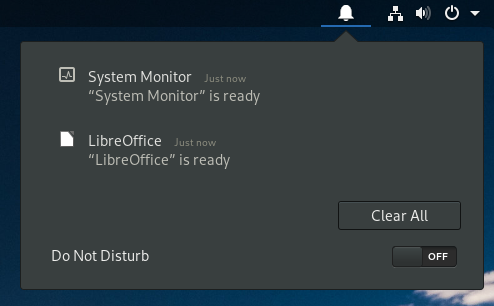 System Monitor Just now
“System Monitor” is ready
LibreOffice Just now
“LibreOffice” is ready
Clear All
Do Not Disturb OFF